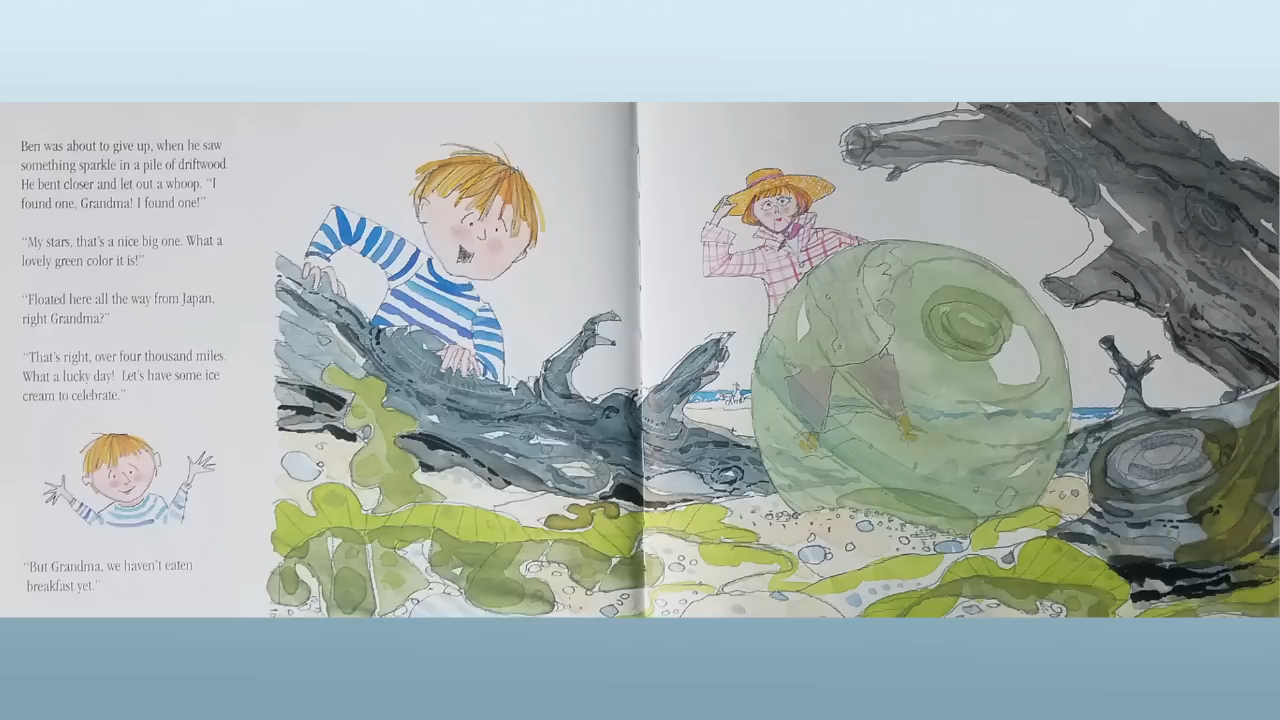 Ben was about to give up, when he saw
something sparkle in a pile of driftwood.
He bent closer and let out a whoop. "I
found one, Grandma! I found one!"
"My stars, that's a nice big one. What a
lovely green color it is!"
"Floated here all the way from Japan,
right Grandma?"
"That's right, over four thousand miles.
What a lucky day! Let's have some ice
cream to celebrate."
"But Grandma, we haven't eaten
breakfast yet."